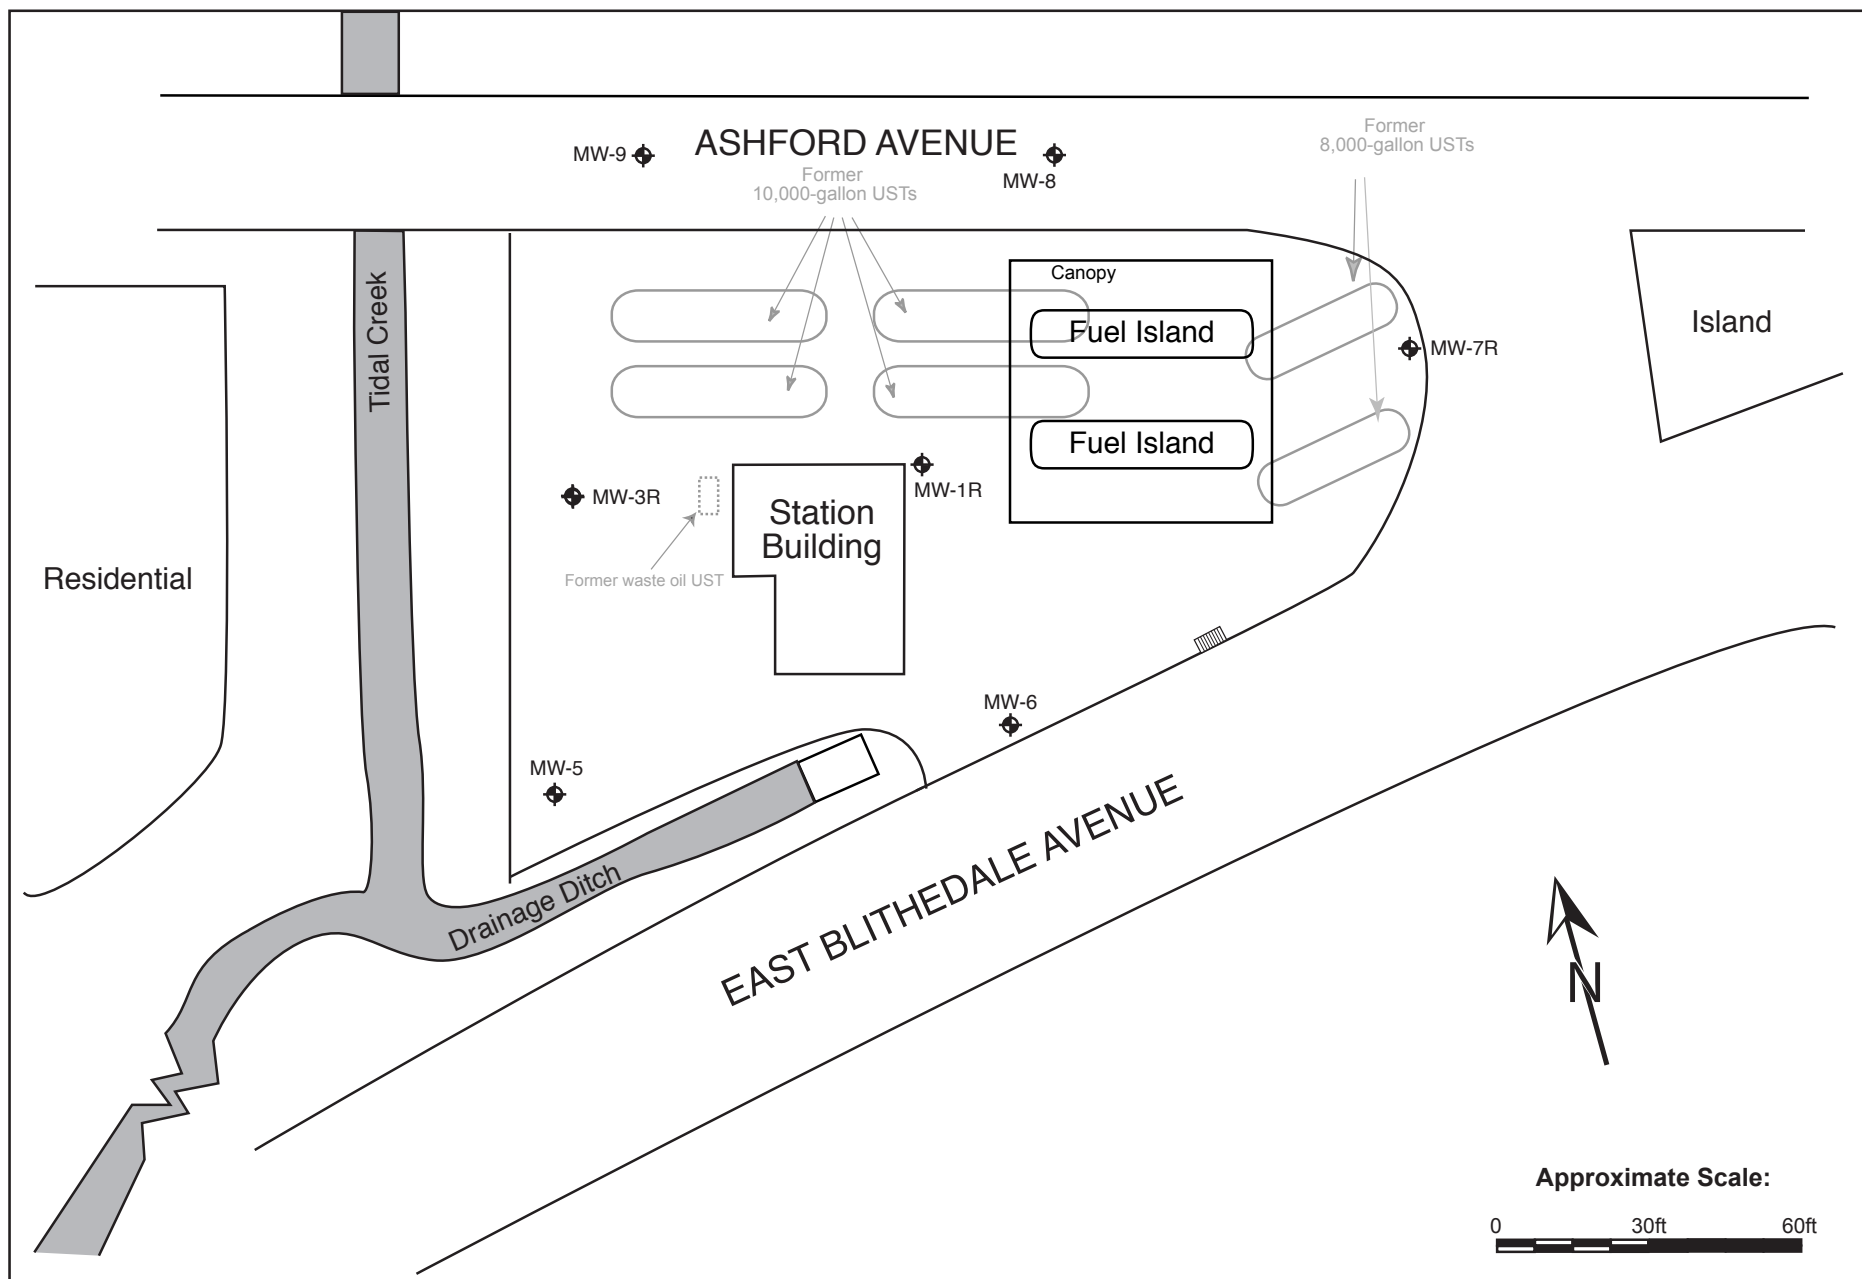 MW-9
ASHFORD AVENUE
MW-8
Former
10,000-gallon USTs
Former
8,000-gallon USTs
Tidal Creek
Canopy
Fuel Island
Fuel Island
MW-7R
Island
MW-3R
MW-1R
Station
Building
Former waste oil UST
Residential
MW-6
MW-5
Drainage Ditch
EAST BLITHEDALE AVENUE
N
Approximate Scale:
0 30ft 60ft